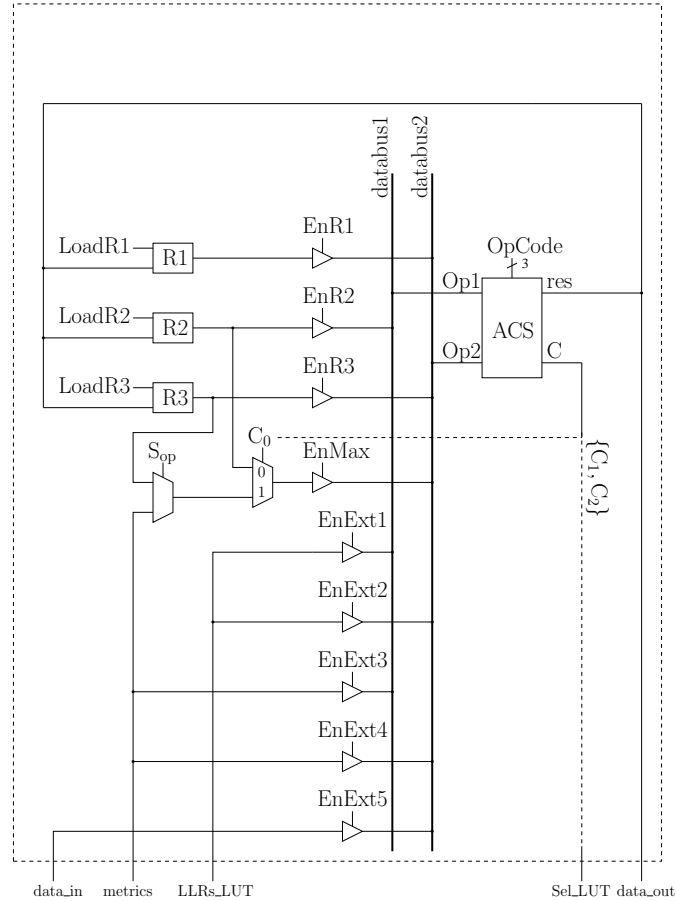 databus1
databus2
EnR1
LoadR1
R1
OpCode
3
Op1
res
EnR2
LoadR2
R2
ACS
Op2
C
EnR3
LoadR3
R3
C₀
S_op
EnMax
0
1
{C₁, C₂}
EnExt1
EnExt2
EnExt3
EnExt4
EnExt5
data_in
metrics
LLRs_LUT
Sel_LUT
data_out